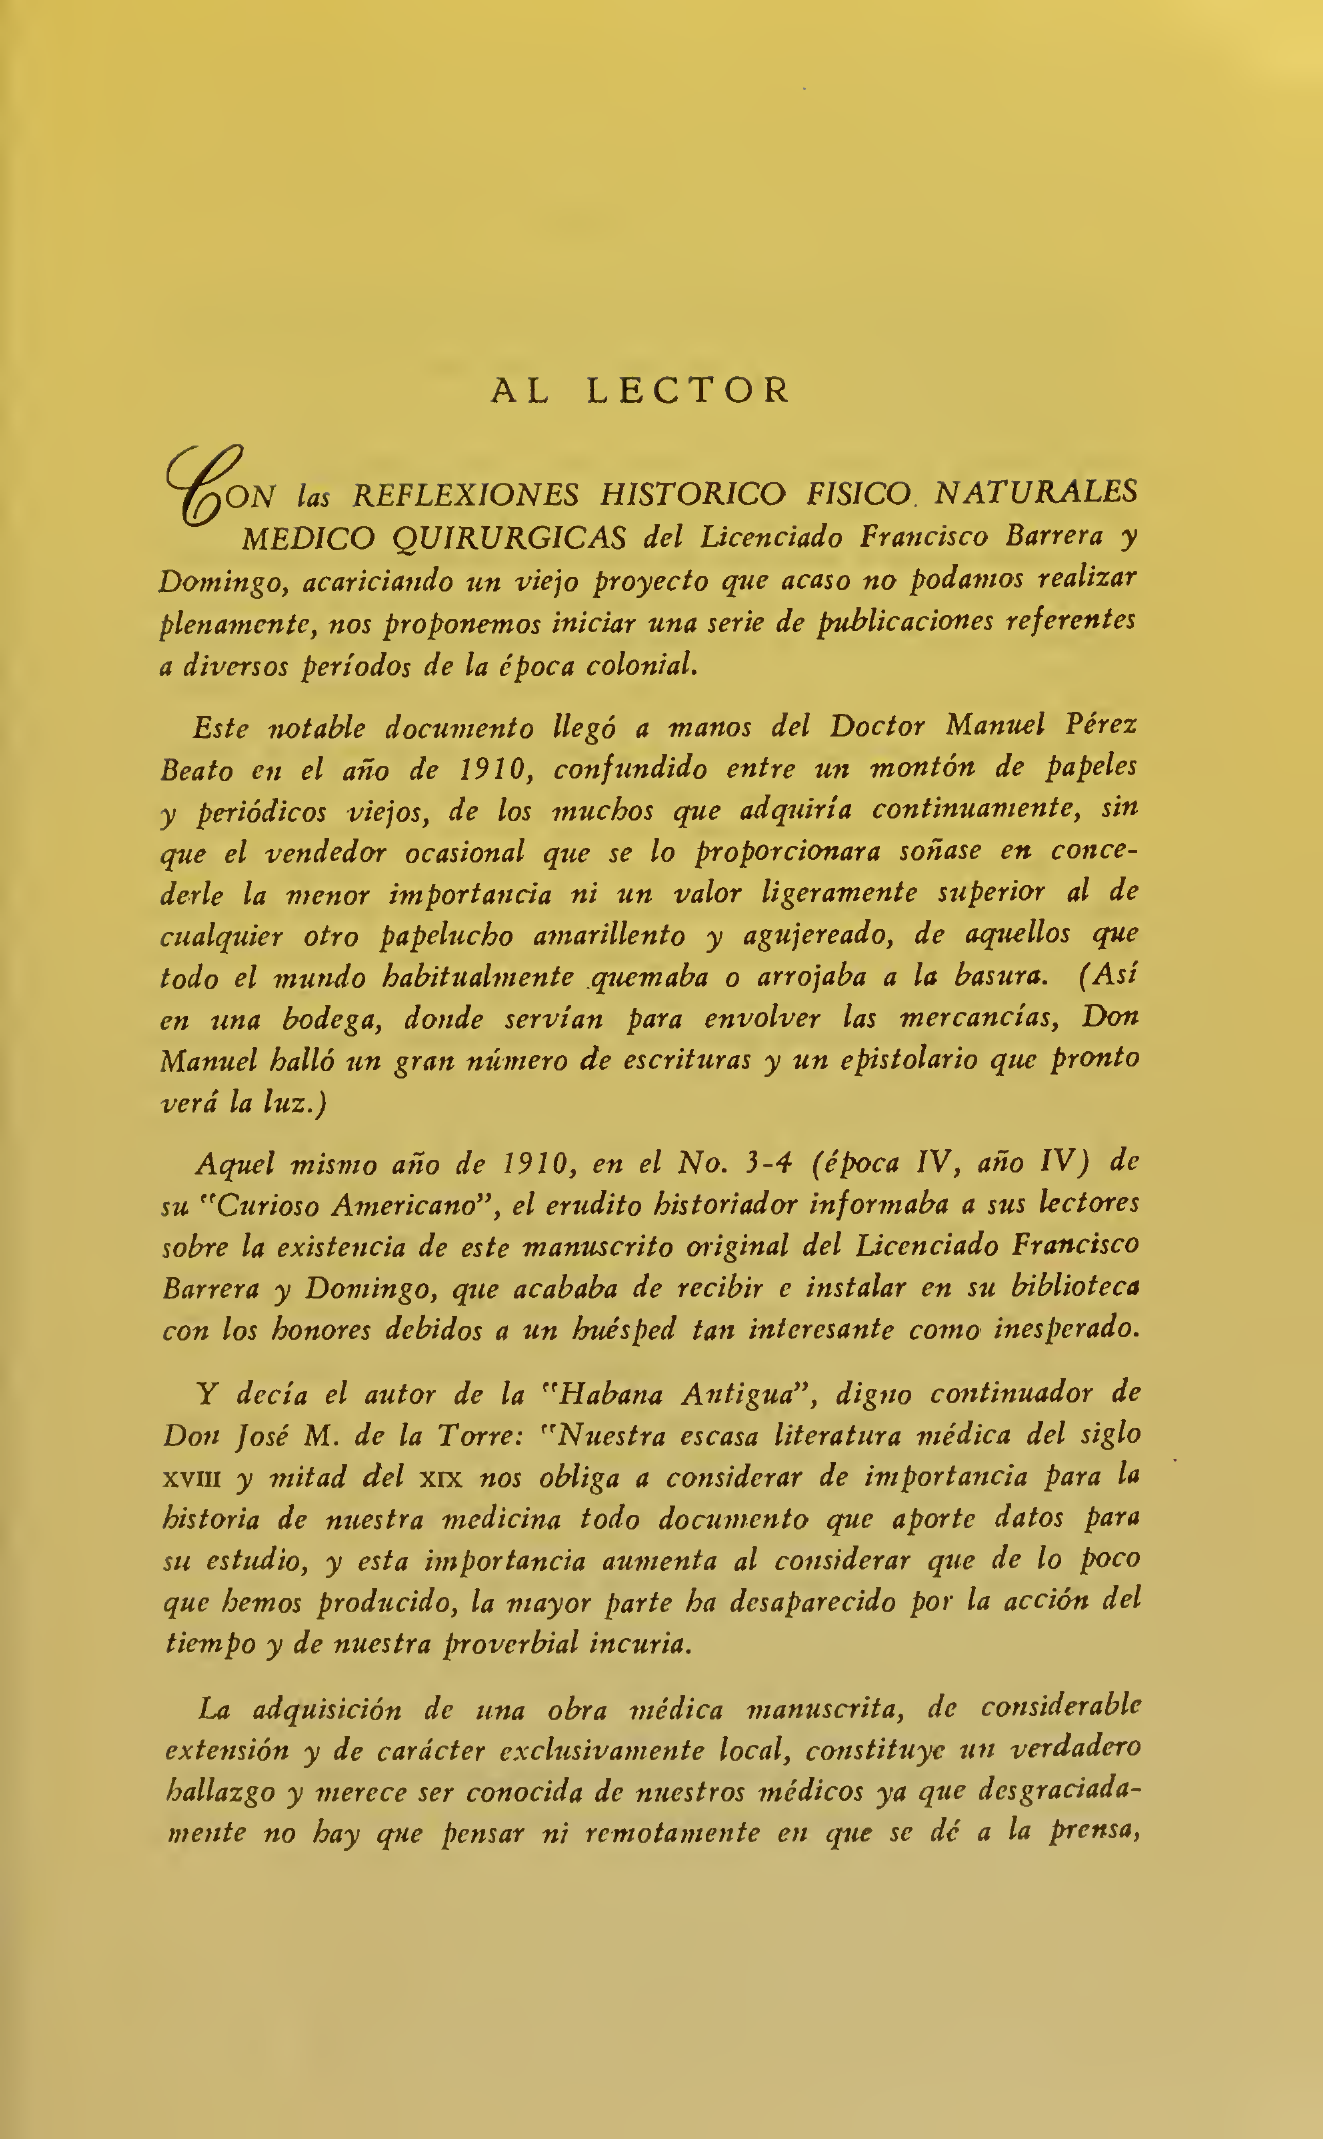 AL LECTOR
CON las REFLEXIONES HISTORICO FISICO NATURALES
MEDICO QUIRURGICAS del Licenciado Francisco Barrera y
Domingo, acariciando un viejo proyecto que acaso no podamos realizar
plenamente, nos proponemos iniciar una serie de publicaciones referentes
a diversos períodos de la época colonial.
Este notable documento llegó a manos del Doctor Manuel Pérez
Beato en el año de 1910, confundido entre un montón de papeles
y periódicos viejos, de los muchos que adquiría continuamente, sin
que el vendedor ocasional que se lo proporcionara soñase en conce-
derle la menor importancia ni un valor ligeramente superior al de
cualquier otro papelucho amarillento y agujereado, de aquellos que
todo el mundo habitualmente quemaba o arrojaba a la basura. (Así
en una bodega, donde servían para envolver las mercancías, Don
Manuel halló un gran número de escrituras y un epistolario que pronto
verá la luz.)
Aquel mismo año de 1910, en el No. 3-4 (época IV, año IV) de
su "Curioso Americano", el erudito historiador informaba a sus lectores
sobre la existencia de este manuscrito original del Licenciado Francisco
Barrera y Domingo, que acababa de recibir e instalar en su biblioteca
con los honores debidos a un huésped tan interesante como inesperado.
Y decía el autor de la "Habana Antigua", digno continuador de
Don José M. de la Torre: "Nuestra escasa literatura médica del siglo
XVIII y mitad del XIX nos obliga a considerar de importancia para la
historia de nuestra medicina todo documento que aporte datos para
su estudio, y esta importancia aumenta al considerar que de lo poco
que hemos producido, la mayor parte ha desaparecido por la acción del
tiempo y de nuestra proverbial incuria.
La adquisición de una obra médica manuscrita, de considerable
extensión y de carácter exclusivamente local, constituye un verdadero
hallazgo y merece ser conocida de nuestros médicos ya que desgraciada-
mente no hay que pensar ni remotamente en que se dé a la prensa,